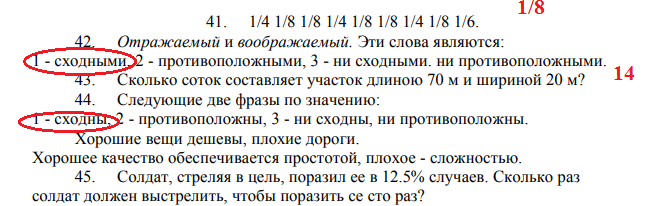 1/8
41. 1/4 1/8 1/8 1/4 1/8 1/8 1/4 1/8 1/6.
42. Отражаемый и воображаемый. Эти слова являются:
1 - сходными, 2 - противоположными, 3 - ни сходными. ни противоположными.
43. Сколько соток составляет участок длиною 70 м и шириной 20 м?
14
44. Следующие две фразы по значению:
1 - сходны, 2 - противоположны, 3 - ни сходны, ни противоположны.
Хорошие вещи дешевы, плохие дороги.
Хорошее качество обеспечивается простотой, плохое - сложностью.
45. Солдат, стреляя в цель, поразил ее в 12.5% случаев. Сколько раз
солдат должен выстрелить, чтобы поразить се сто раз?